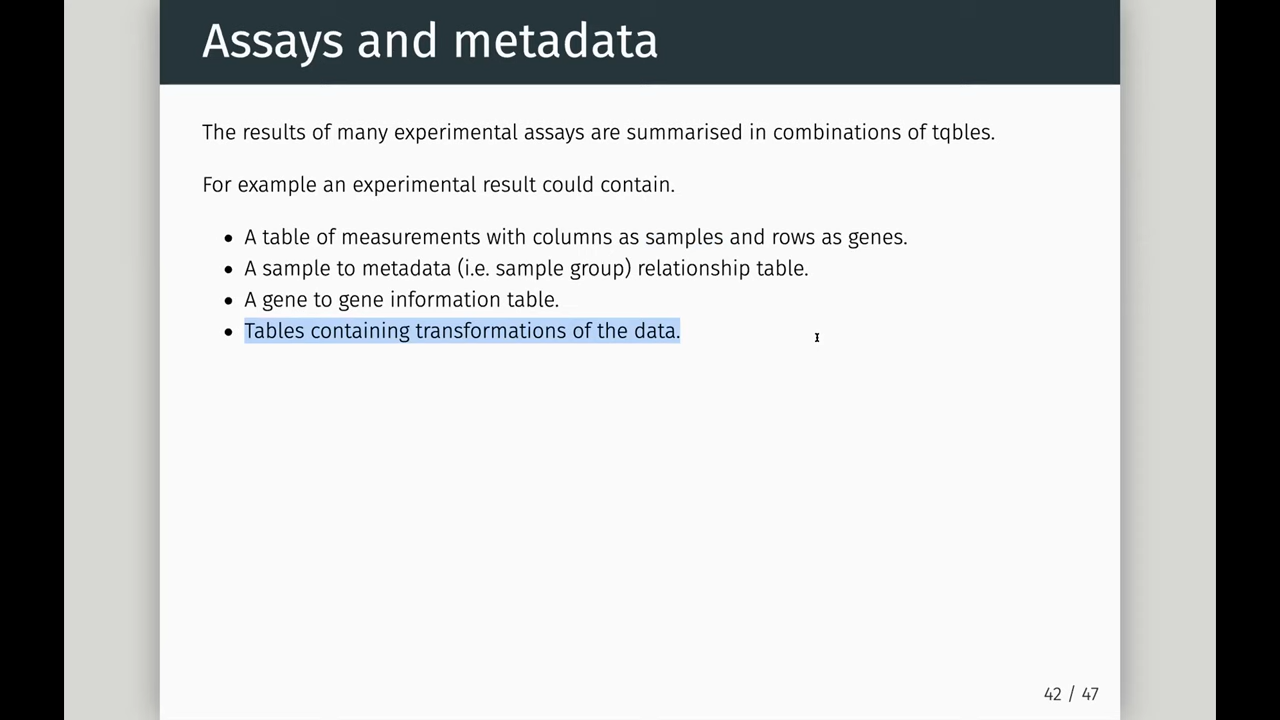 Assays and metadata
The results of many experimental assays are summarised in combinations of tqbles.
For example an experimental result could contain.
• A table of measurements with columns as samples and rows as genes.
• A sample to metadata (i.e. sample group) relationship table.
• A gene to gene information table.
• Tables containing transformations of the data.
42 / 47